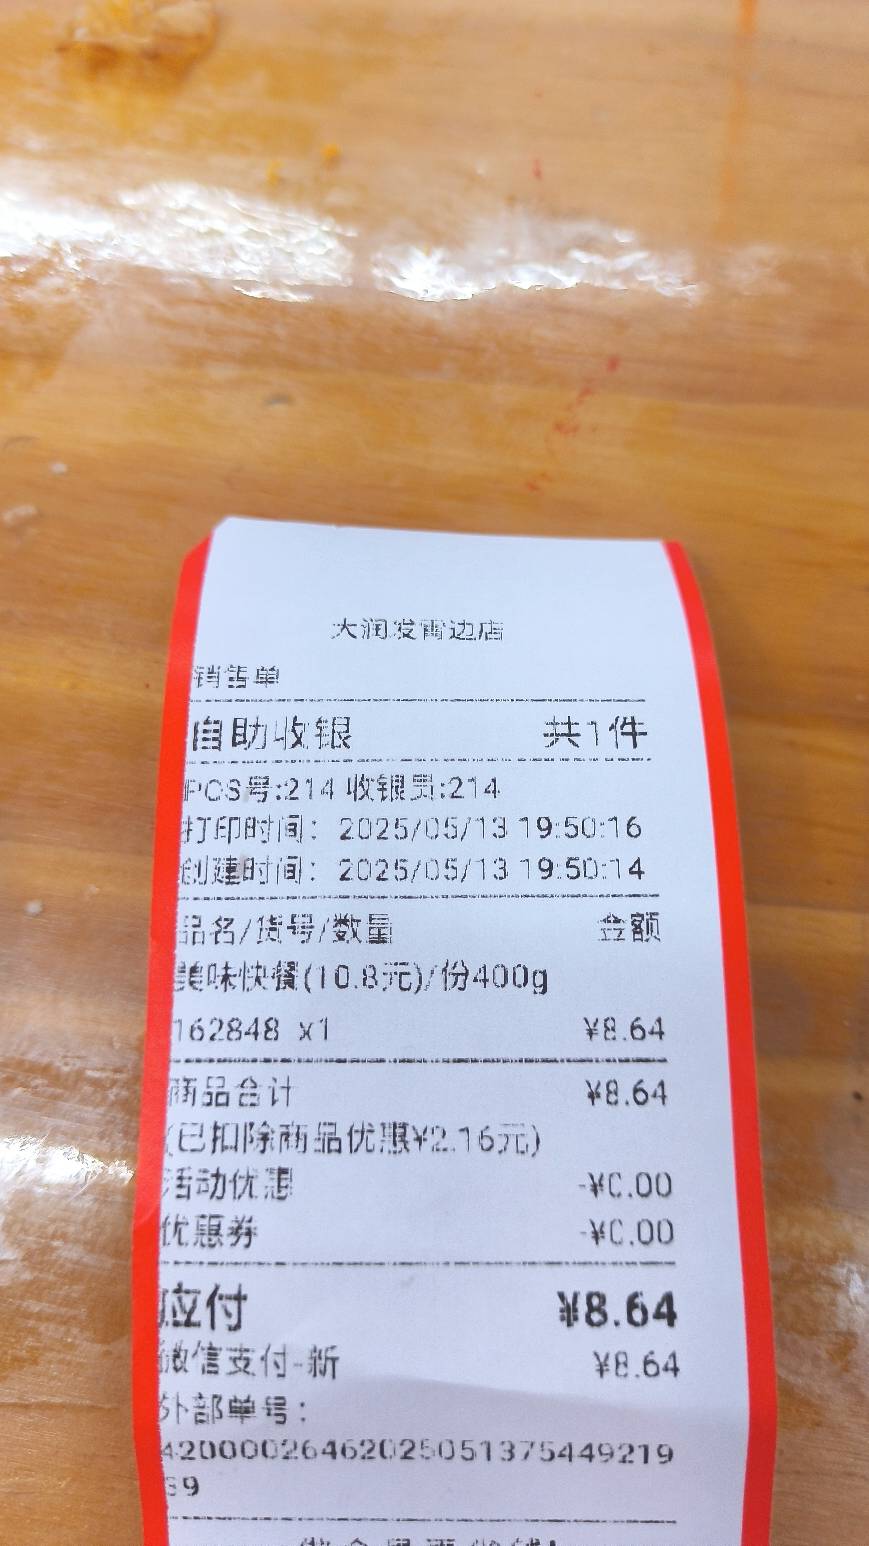 大润发雷边店
销售单
自助收银 共1件
POS号:214 收银员:214
打印时间: 2025/05/13 19:50:16
创建时间: 2025/05/13 19:50:14
品名/货号/数量 金额
美味快餐(10.8元)/份400g
162848 x1 ¥8.64
商品合计 ¥8.64
(已扣除商品优惠¥2.16元)
活动优惠 -¥0.00
优惠券 -¥0.00
应付 ¥8.64
微信支付-新 ¥8.64
外部单号:
42000026462025051375449219